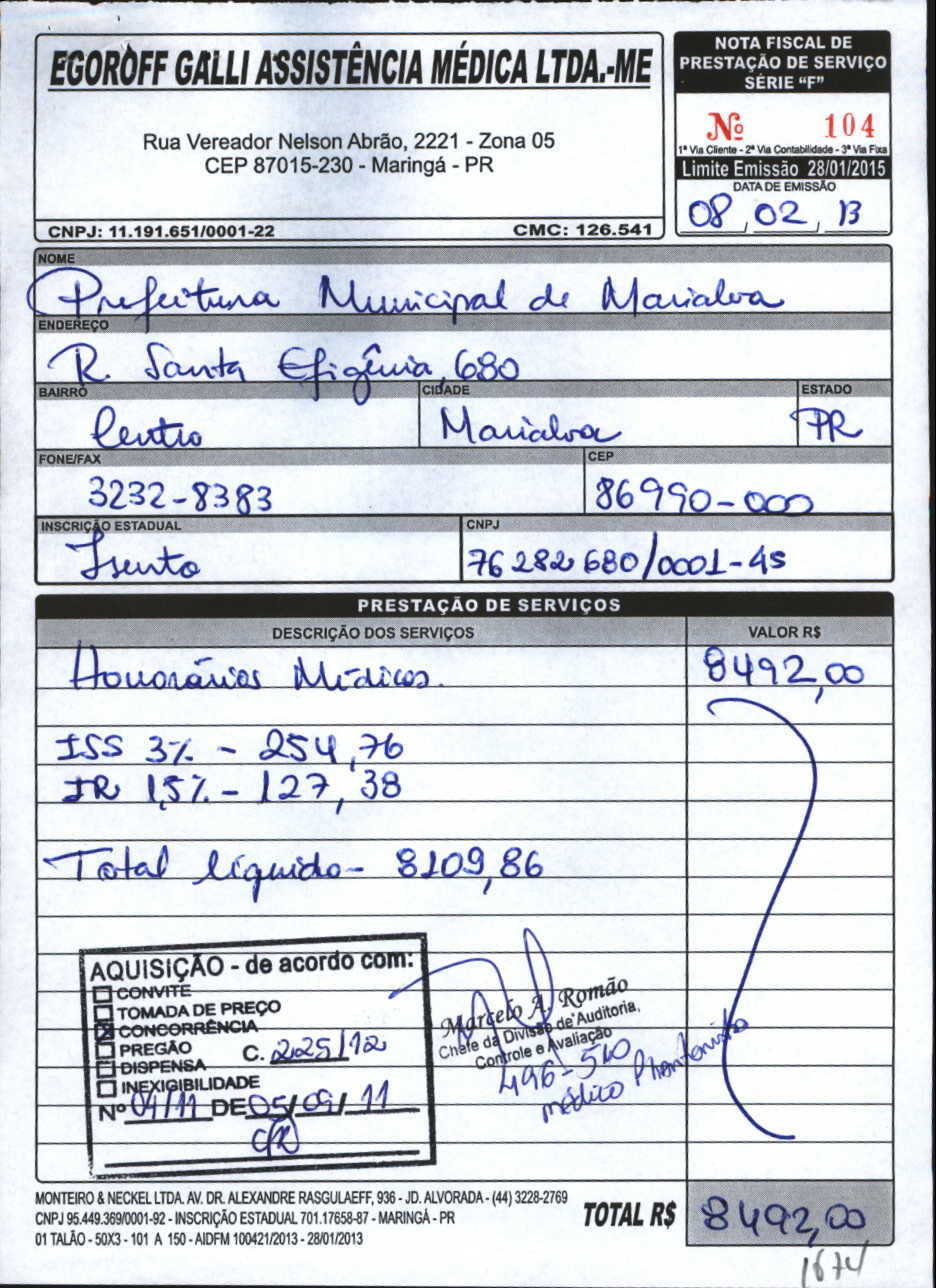 EGOROFF GALLI ASSISTÊNCIA MÉDICA LTDA.-ME
Rua Vereador Nelson Abrão, 2221 - Zona 05
CEP 87015-230 - Maringá - PR
CNPJ: 11.191.651/0001-22 CMC: 126.541
NOTA FISCAL DE
PRESTAÇÃO DE SERVIÇO
SÉRIE “F”
Nº 104
1ª Via Cliente - 2ª Via Contabilidade - 3ª Via Fixa
Limite Emissão 28/01/2015
DATA DE EMISSÃO
08, 02, 13
NOME
Prefeitura Municipal de Marialva
ENDEREÇO
R. Santa Efigênia, 680
BAIRRO CIDADE ESTADO
Centro Marialva PR
FONE/FAX CEP
3232-8383 86990-000
INSCRIÇÃO ESTADUAL CNPJ
Isento 76282680/0001-45
PRESTAÇÃO DE SERVIÇOS
DESCRIÇÃO DOS SERVIÇOS VALOR R$
Honorários Médicos. 8492,00
ISS 3% - 254,76
IR 1,5% - 127,38
Total líquido - 8109,86
AQUISIÇÃO - de acordo com:
CONVITE
TOMADA DE PREÇO
CONCORRÊNCIA
PREGÃO C. 225/12
DISPENSA
INEXIGIBILIDADE
Nº 04/11 DE 05/09/11
Marcelo A. Romão
Chefe da Divisão de Auditoria,
Controle e Avaliação
496-510
médico Plantonista
MONTEIRO & NECKEL LTDA. AV. DR. ALEXANDRE RASGULAEFF, 936 - JD. ALVORADA - (44) 3228-2769
CNPJ 95.449.369/0001-92 - INSCRIÇÃO ESTADUAL 701.17658-87 - MARINGÁ - PR
01 TALÃO - 50X3 - 101 A 150 - AIDFM 100421/2013 - 28/01/2013
TOTAL R$ 8492,00
1674